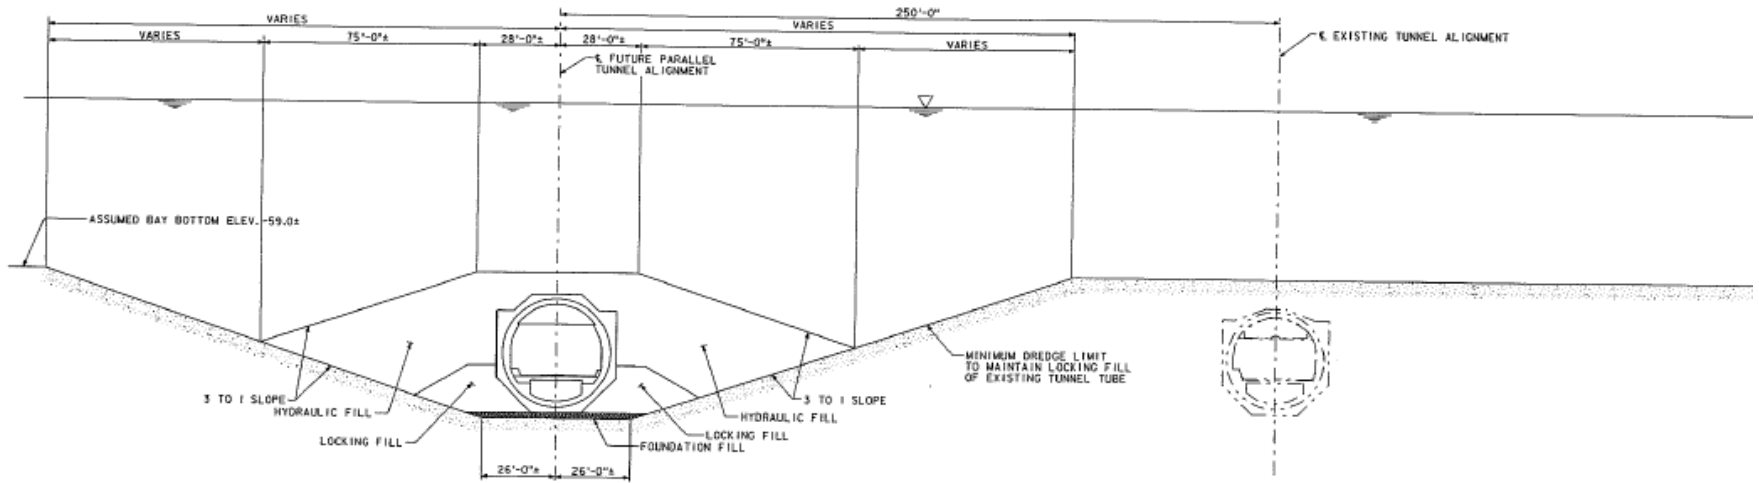 VARIES
250'-0"
VARIES
VARIES
75'-0"±
28'-0"±
28'-0"±
75'-0"±
VARIES
℄ EXISTING TUNNEL ALIGNMENT
℄ FUTURE PARALLEL
TUNNEL ALIGNMENT
ASSUMED BAY BOTTOM ELEV. -59.0±
MINIMUM DREDGE LIMIT
TO MAINTAIN LOCKING FILL
OF EXISTING TUNNEL TUBE
3 TO 1 SLOPE
3 TO 1 SLOPE
HYDRAULIC FILL
HYDRAULIC FILL
LOCKING FILL
LOCKING FILL
FOUNDATION FILL
26'-0"±
26'-0"±